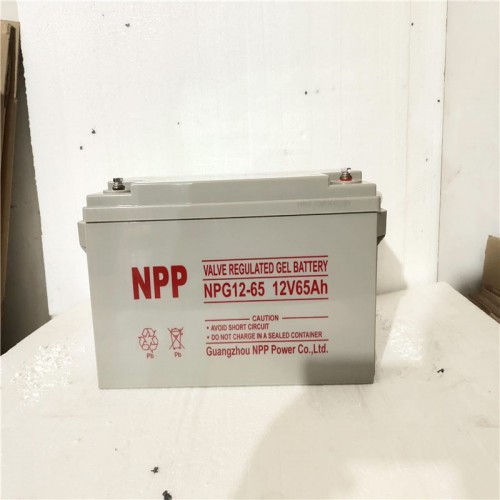 NPP
VALVE REGULATED GEL BATTERY
NPG12-65 12V65Ah
CAUTION
• AVOID SHORT CIRCUIT
• DO NOT CHARGE IN A SEALED CONTAINER.
Pb Pb
Guangzhou NPP Power Co.,Ltd.